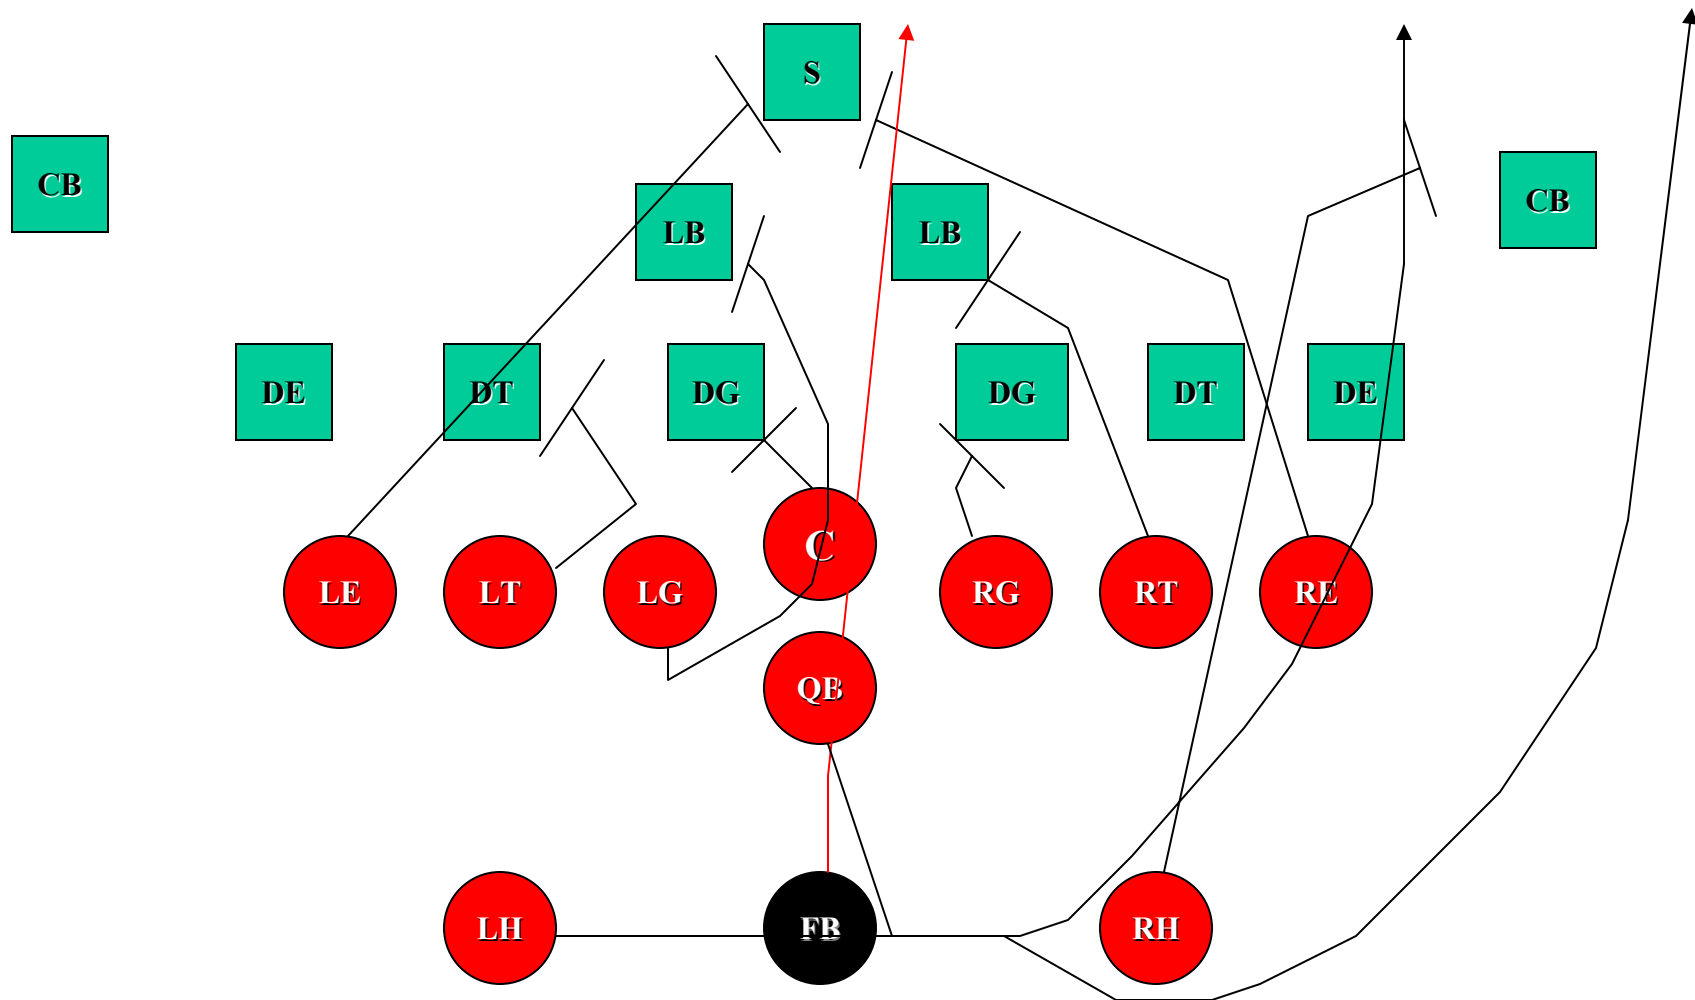 S
CB
CB
LB
LB
DE
DT
DG
DG
DT
DE
C
LE
LT
LG
RG
RT
RE
QB
LH
FB
RH